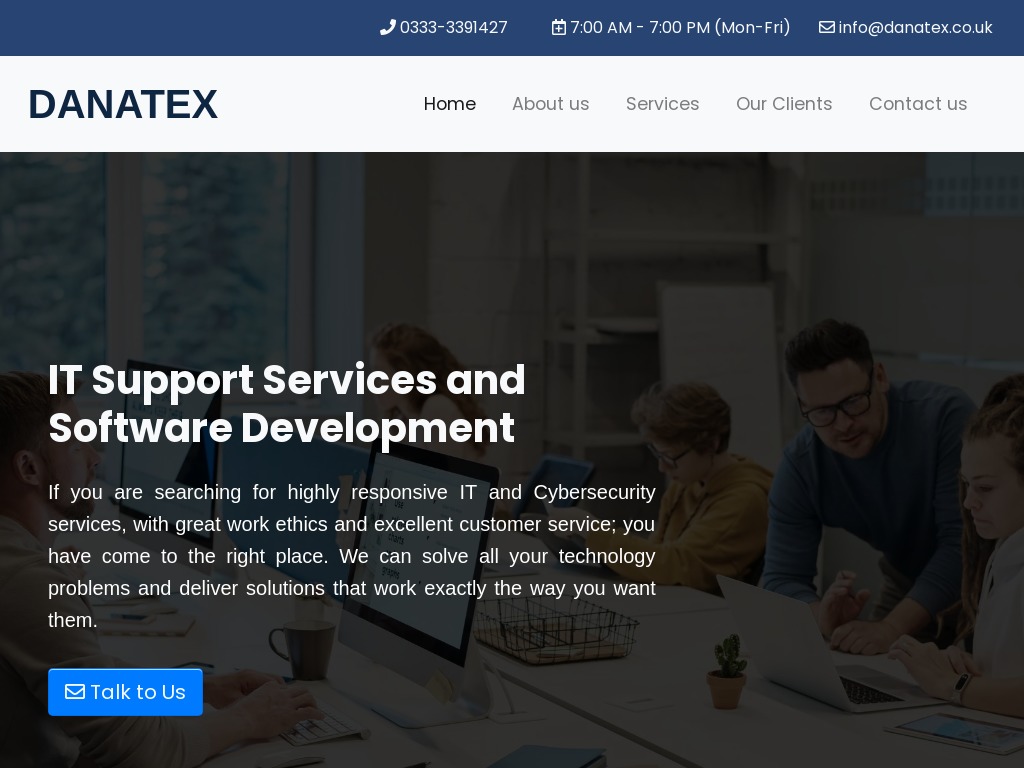 0333-3391427 7:00 AM - 7:00 PM (Mon-Fri) info@danatex.co.uk
DANATEX
Home About us Services Our Clients Contact us
IT Support Services and
Software Development
If you are searching for highly responsive IT and Cybersecurity
services, with great work ethics and excellent customer service; you
have come to the right place. We can solve all your technology
problems and deliver solutions that work exactly the way you want
them.
Talk to Us